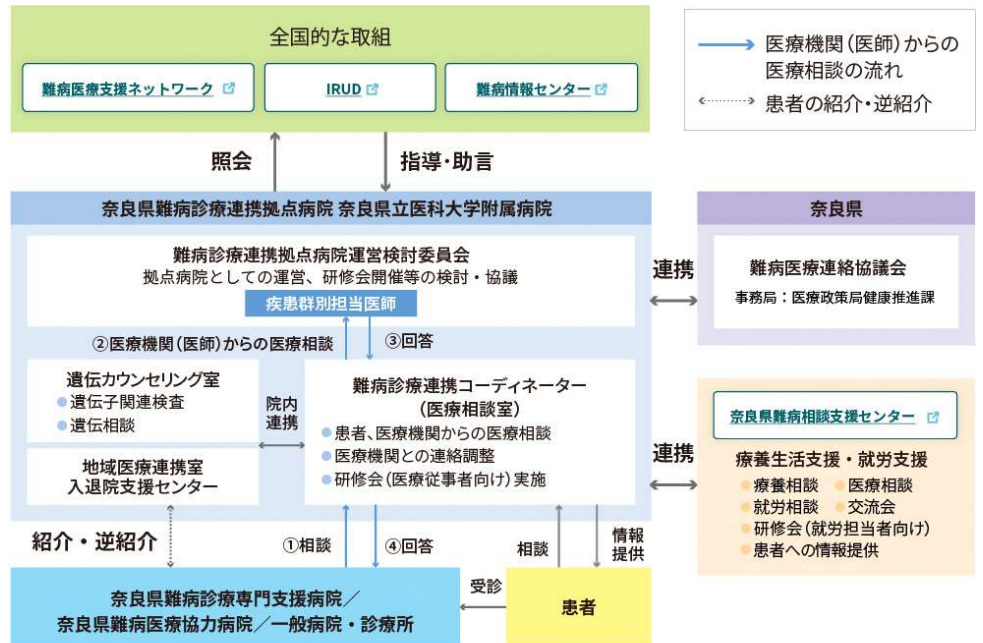 全国的な取組
難病医療支援ネットワーク
IRUD
難病情報センター
医療機関(医師)からの
医療相談の流れ
患者の紹介・逆紹介
照会
指導・助言
奈良県難病診療連携拠点病院 奈良県立医科大学附属病院
難病診療連携拠点病院運営検討委員会
拠点病院としての運営、研修会開催等の検討・協議
疾患群別担当医師
連携
奈良県
難病医療連絡協議会
事務局：医療政策局健康推進課
②医療機関(医師)からの医療相談
③回答
遺伝カウンセリング室
●遺伝子関連検査
●遺伝相談
地域医療連携室
入退院支援センター
院内
連携
難病診療連携コーディネーター
(医療相談室)
●患者、医療機関からの医療相談
●医療機関との連絡調整
●研修会(医療従事者向け)実施
連携
奈良県難病相談支援センター
療養生活支援・就労支援
●療養相談 ●医療相談
●就労相談 ●交流会
●研修会(就労担当者向け)
●患者への情報提供
紹介・逆紹介
①相談
④回答
相談
情報
提供
奈良県難病診療専門支援病院／
奈良県難病医療協力病院／一般病院・診療所
受診
患者